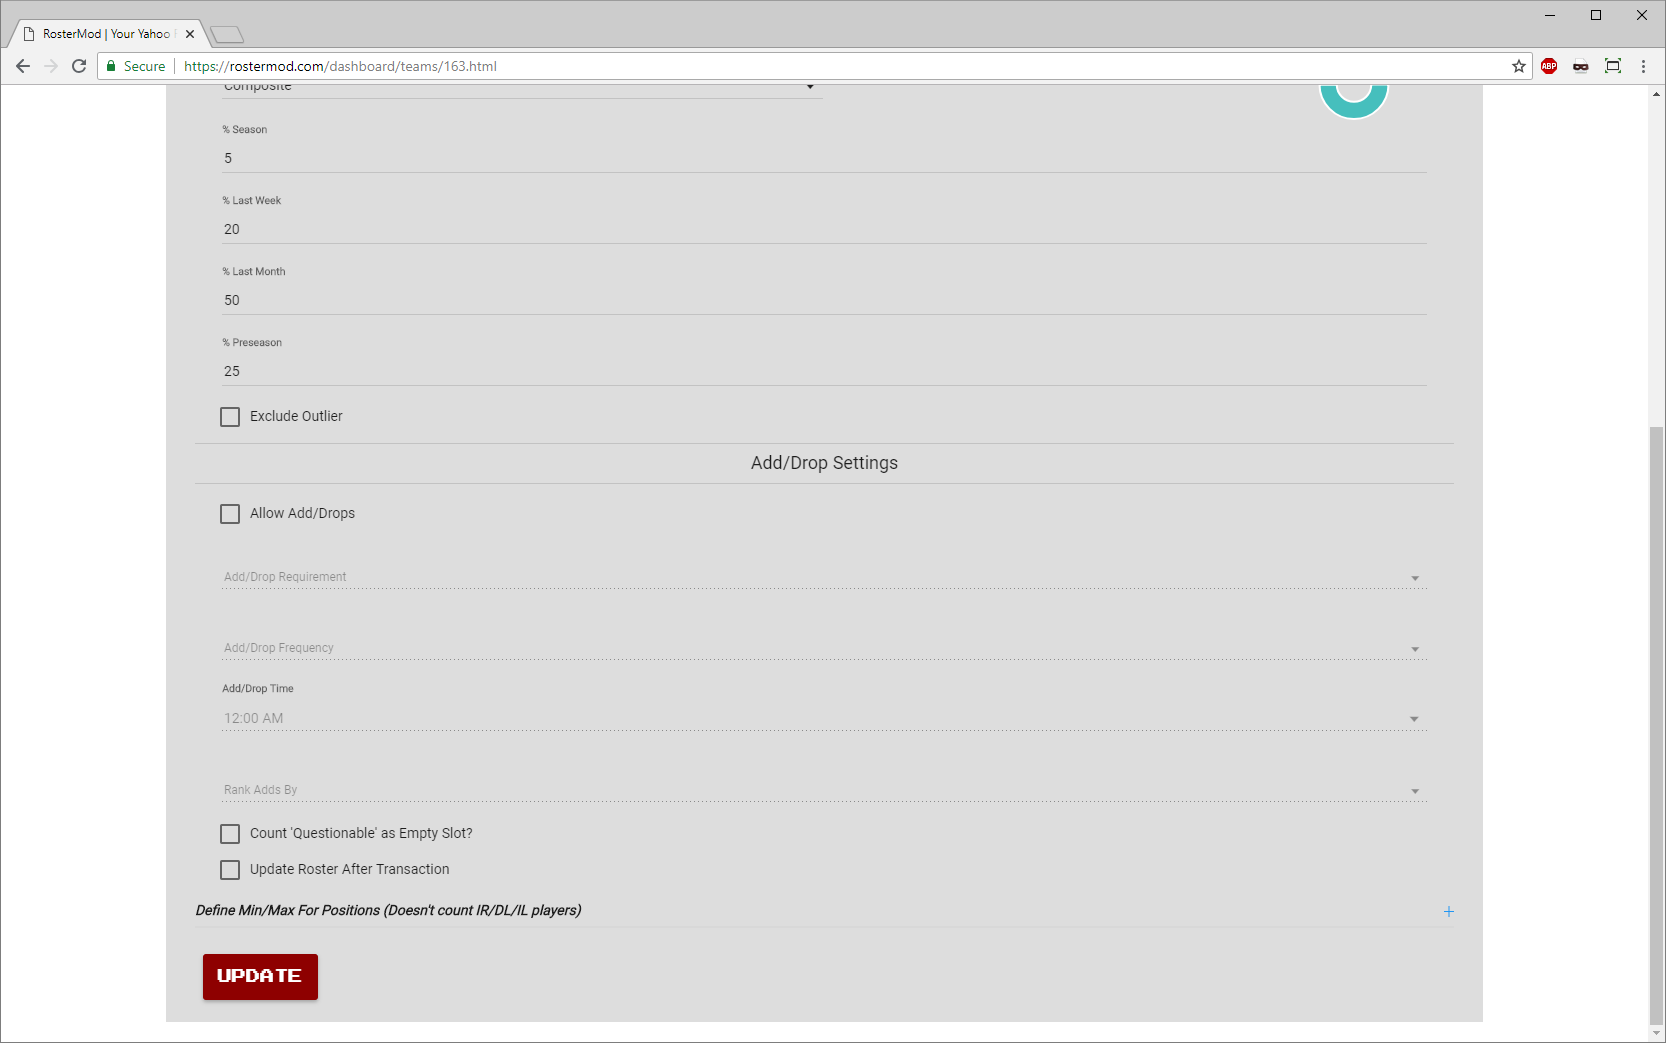 RosterMod | Your Yahoo
Secure
https://rostermod.com/dashboard/teams/163.html
ABP
Composite
% Season
5
% Last Week
20
% Last Month
50
% Preseason
25
Exclude Outlier
Add/Drop Settings
Allow Add/Drops
Add/Drop Requirement
Add/Drop Frequency
Add/Drop Time
12:00 AM
Rank Adds By
Count 'Questionable' as Empty Slot?
Update Roster After Transaction
Define Min/Max For Positions (Doesn't count IR/DL/IL players)
+
UPDATE